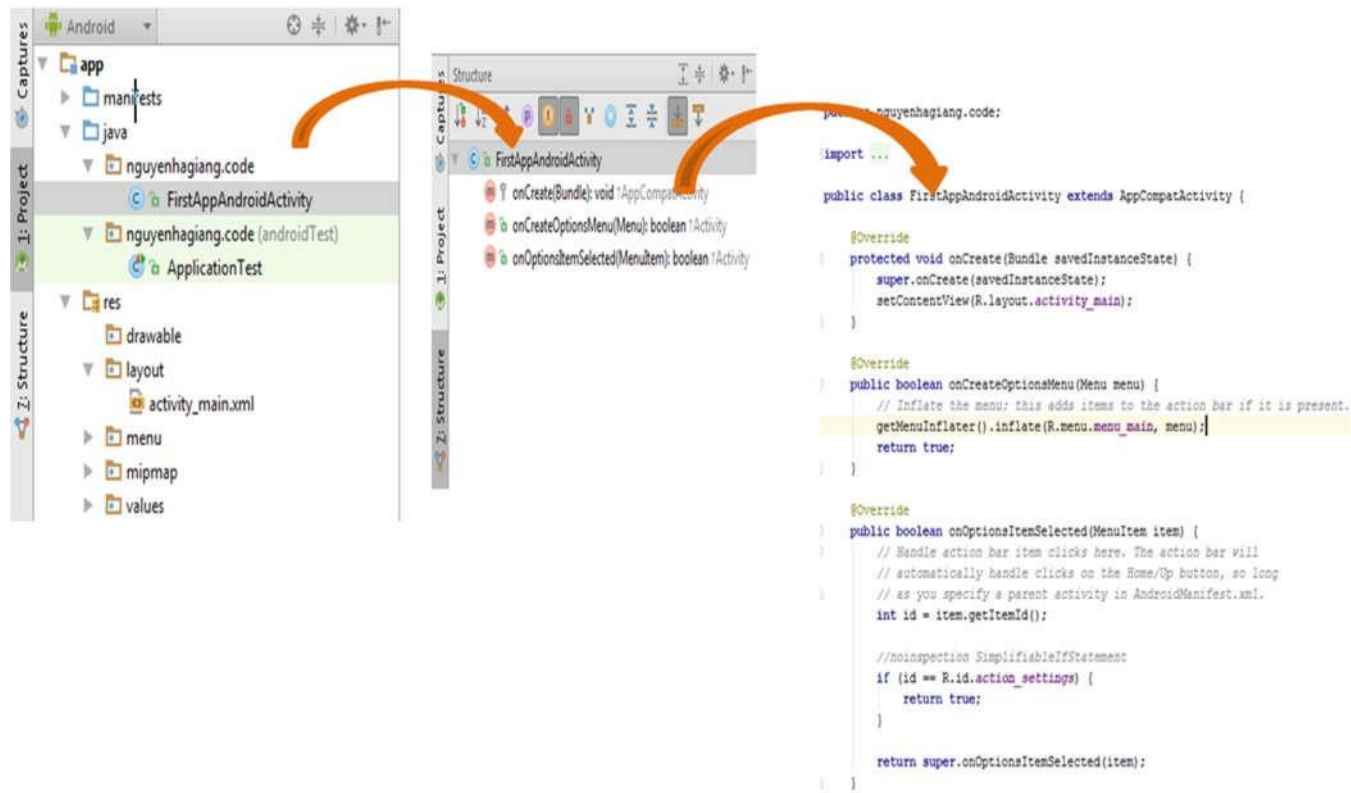 Captures
1: Project
7: Structure
Android
app
manifests
java
nguyenhagiang.code
FirstAppAndroidActivity
nguyenhagiang.code (androidTest)
ApplicationTest
res
drawable
layout
activity_main.xml
menu
mipmap
values
Captures
1: Project
7: Structure
Structure
FirstAppAndroidActivity
onCreate(Bundle): void ↑AppCompatActivity
onCreateOptionsMenu(Menu): boolean ↑Activity
onOptionsItemSelected(MenuItem): boolean ↑Activity
nguyenhagiang.code;
import ...
public class FirstAppAndroidActivity extends AppCompatActivity {
@Override
protected void onCreate(Bundle savedInstanceState) {
super.onCreate(savedInstanceState);
setContentView(R.layout.activity_main);
}
@Override
public boolean onCreateOptionsMenu(Menu menu) {
// Inflate the menu; this adds items to the action bar if it is present.
getMenuInflater().inflate(R.menu.menu_main, menu);
return true;
}
@Override
public boolean onOptionsItemSelected(MenuItem item) {
// Handle action bar item clicks here. The action bar will
// automatically handle clicks on the Home/Up button, so long
// as you specify a parent activity in AndroidManifest.xml.
int id = item.getItemId();
//noinspection SimplifiableIfStatement
if (id == R.id.action_settings) {
return true;
}
return super.onOptionsItemSelected(item);
}